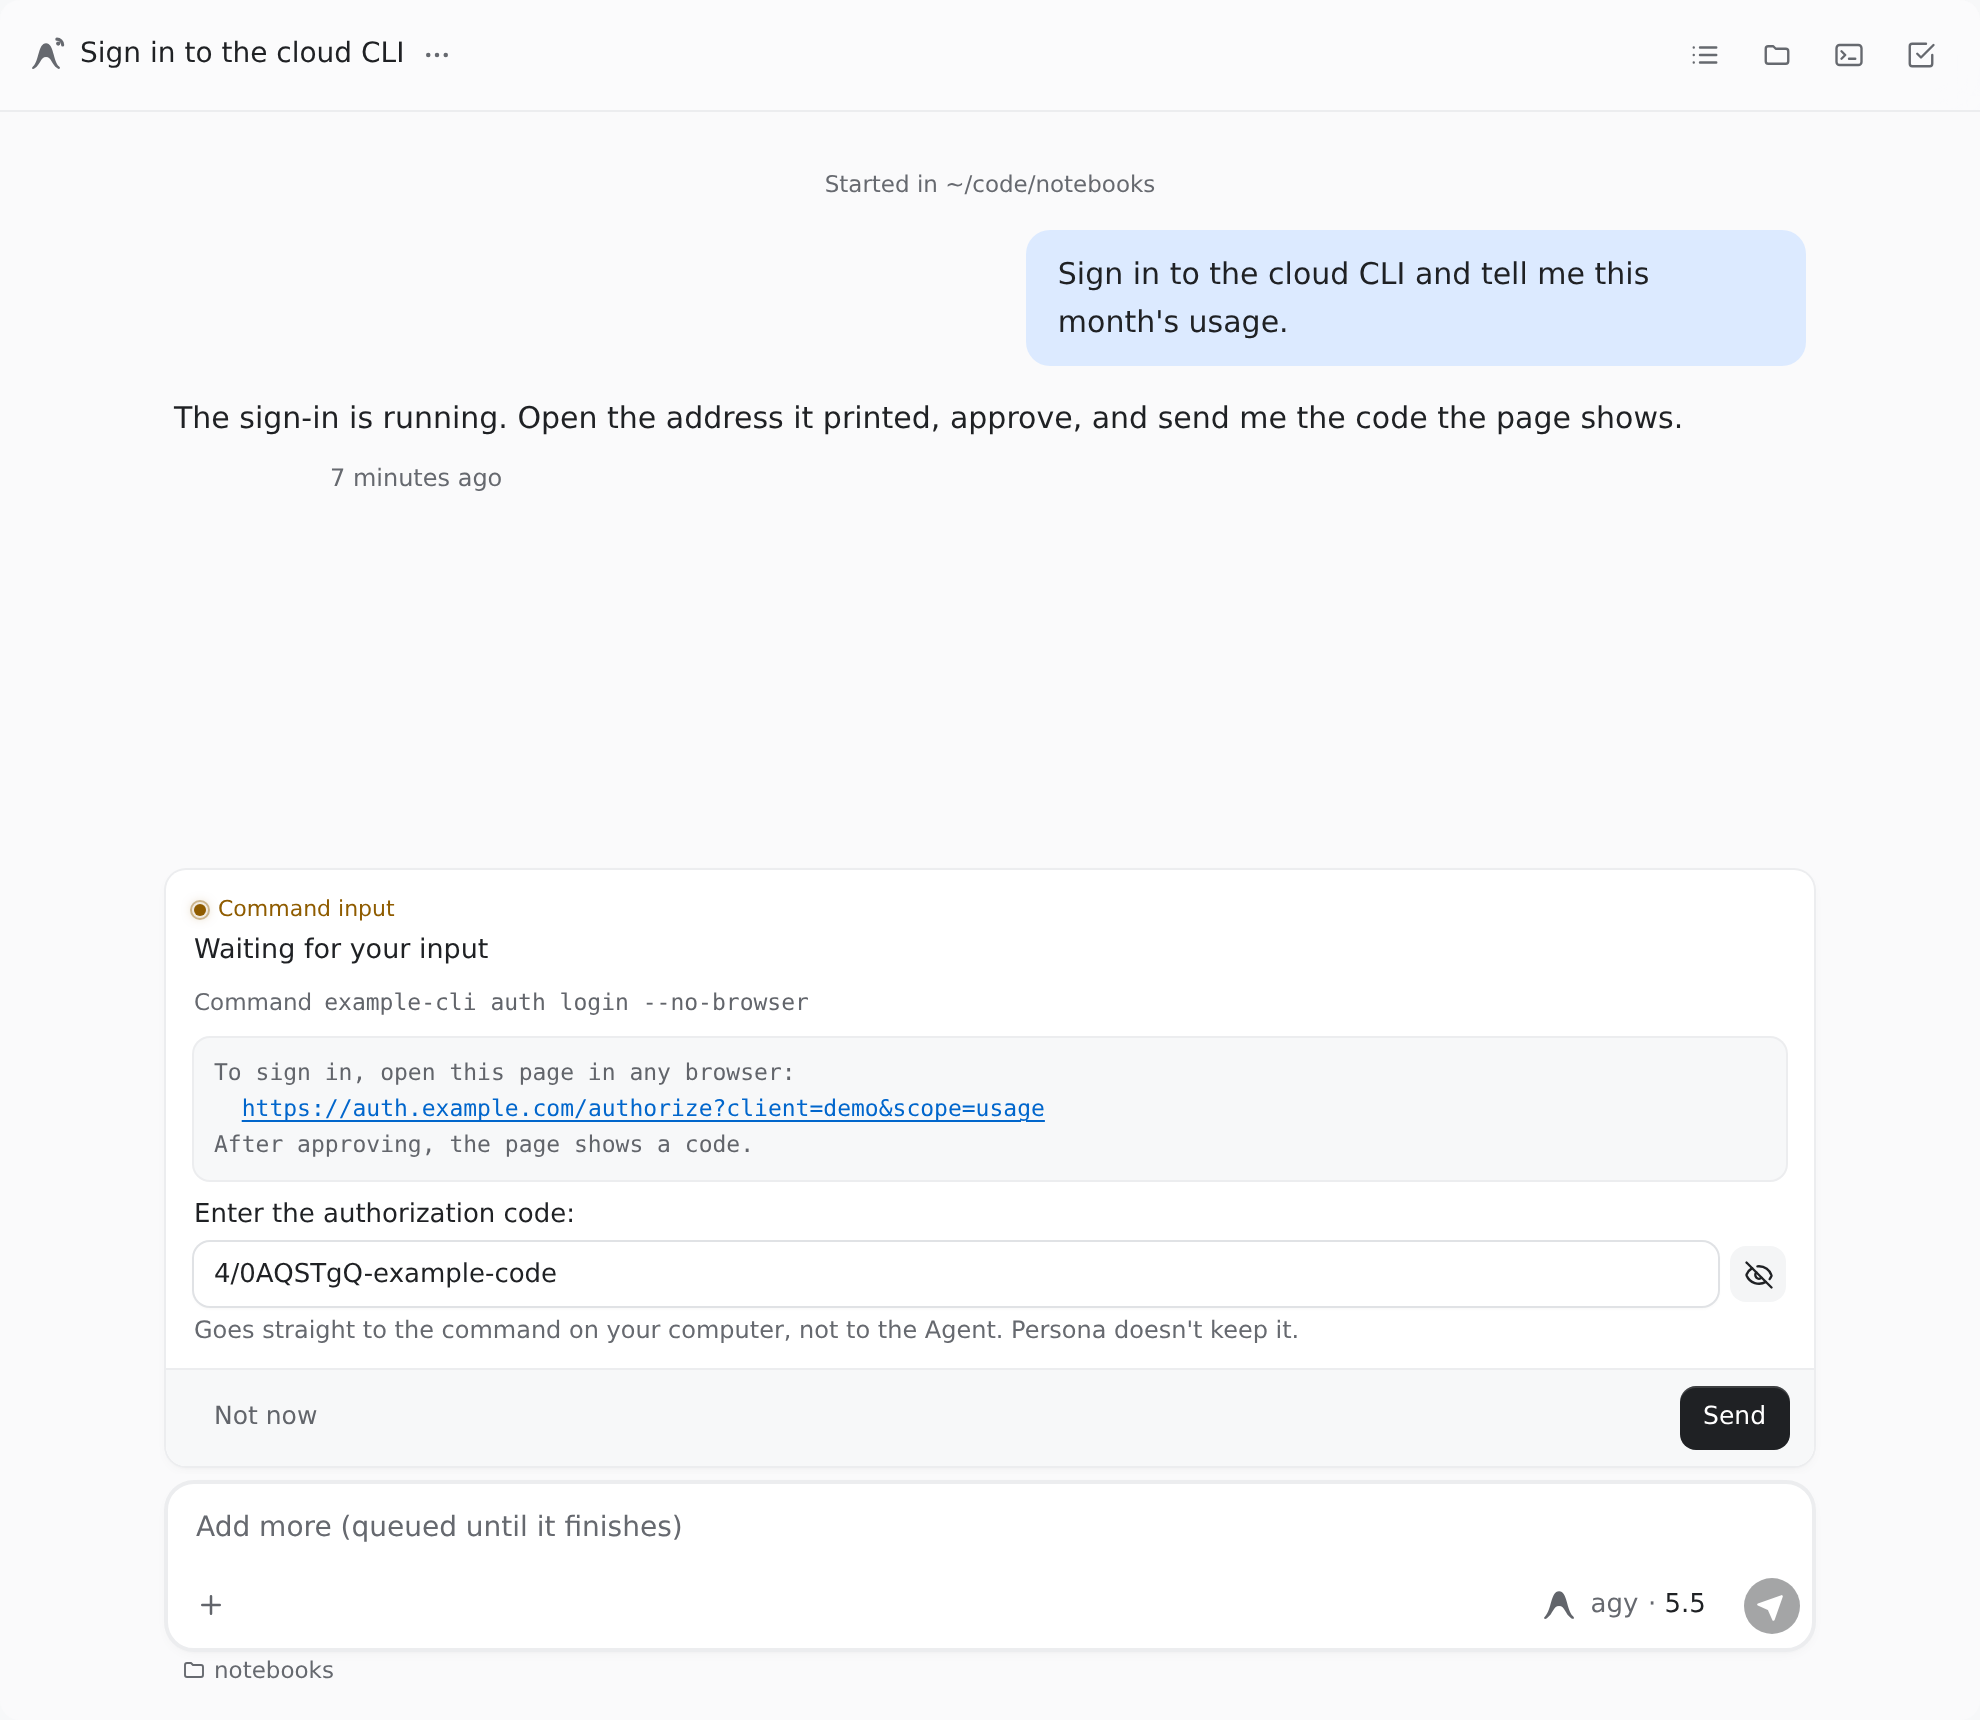 Sign in to the cloud CLI
Started in ~/code/notebooks
Sign in to the cloud CLI and tell me this
month's usage.
The sign-in is running. Open the address it printed, approve, and send me the code the page shows.
7 minutes ago
Command input
Waiting for your input
Command example-cli auth login --no-browser
To sign in, open this page in any browser:
https://auth.example.com/authorize?client=demo&scope=usage
After approving, the page shows a code.
Enter the authorization code:
4/0AQSTgQ-example-code
Goes straight to the command on your computer, not to the Agent. Persona doesn't keep it.
Not now
Send
Add more (queued until it finishes)
agy · 5.5
notebooks